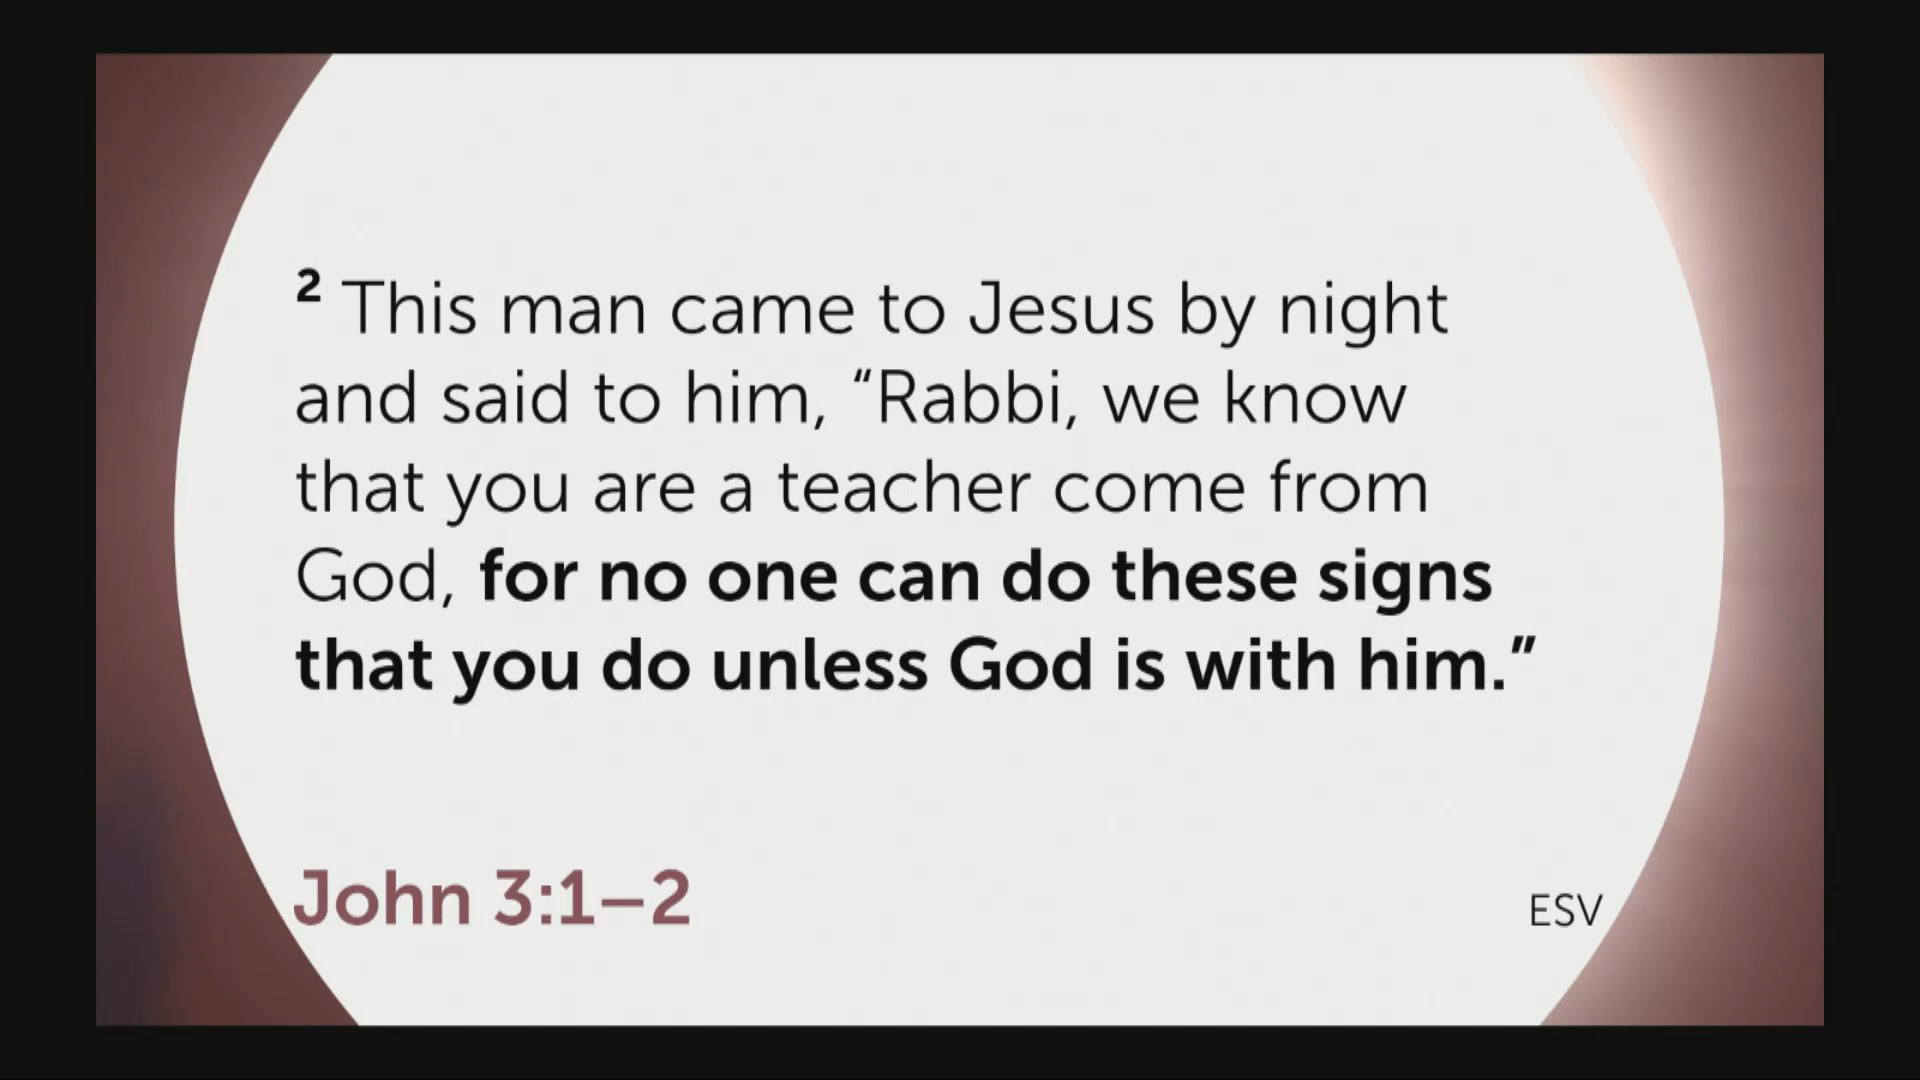 ² This man came to Jesus by night
and said to him, “Rabbi, we know
that you are a teacher come from
God, for no one can do these signs
that you do unless God is with him.”
John 3:1–2
ESV